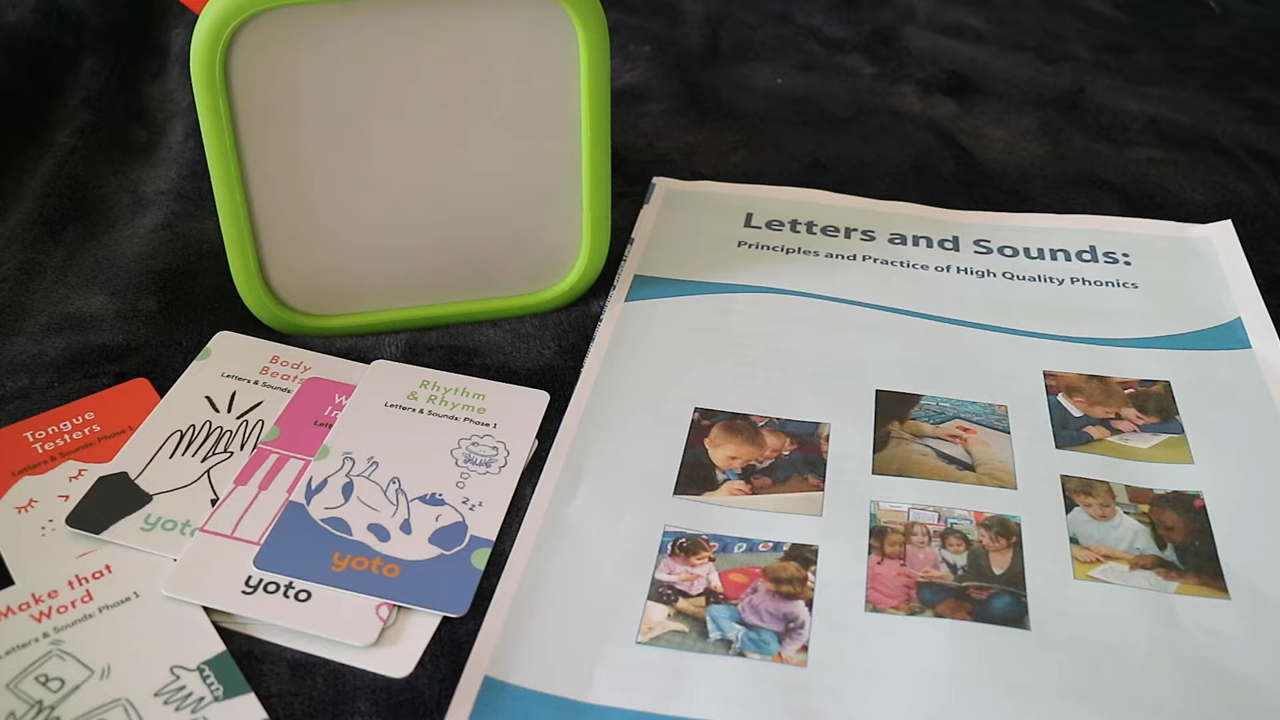 Letters and Sounds:
Principles and Practice of High Quality Phonics
Tongue
Testers
Letters & Sounds: Phase 1
Body
Beats
Letters & Sounds:
yoto
yoto
Rhythm
& Rhyme
Letters & Sounds: Phase 1
zzz
yoto
Make that
Word
Letters & Sounds: Phase 1
B